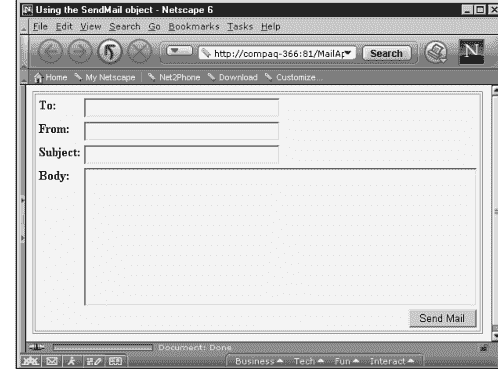 Using the SendMail object - Netscape 6
File Edit View Search Go Bookmarks Tasks Help
http://compaq-366:81/MailAp Search N
Home My Netscape Net2Phone Download Customize...
To:
From:
Subject:
Body:
Send Mail
Document: Done
Business Tech Fun Interact